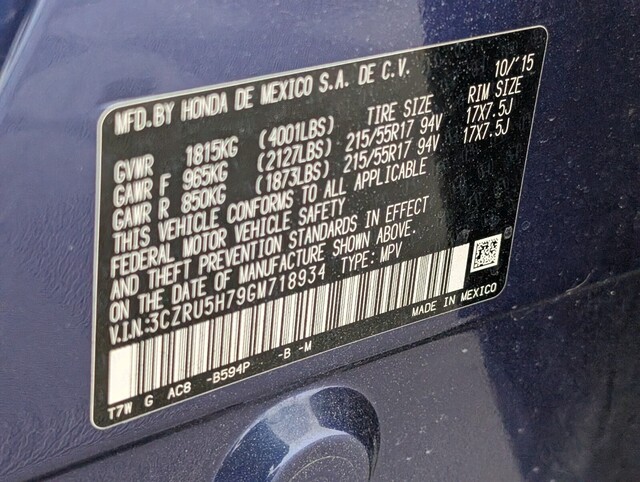 MFD.BY HONDA DE MEXICO S.A. DE C.V. 10/'15
GVWR 1815KG (4001LBS) TIRE SIZE RIM SIZE
GAWR F 965KG (2127LBS) 215/55R17 94V 17X7.5J
GAWR R 850KG (1873LBS) 215/55R17 94V 17X7.5J
THIS VEHICLE CONFORMS TO ALL APPLICABLE
FEDERAL MOTOR VEHICLE SAFETY
AND THEFT PREVENTION STANDARDS IN EFFECT
ON THE DATE OF MANUFACTURE SHOWN ABOVE.
V.I.N:3CZRU5H79GM718934 TYPE: MPV
MADE IN MEXICO
T7W G AC8 -B594P -B -M